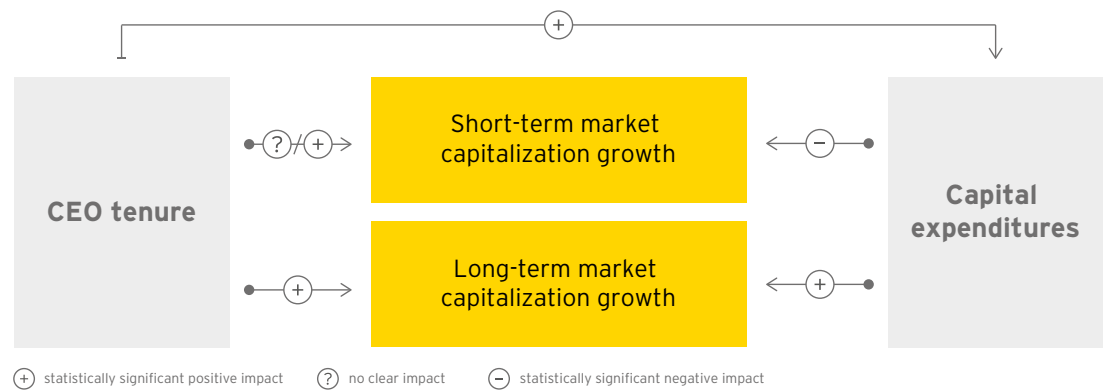 +
CEO tenure
? / +
Short-term market
capitalization growth
−
Capital
expenditures
+
Long-term market
capitalization growth
+
+ statistically significant positive impact ? no clear impact − statistically significant negative impact